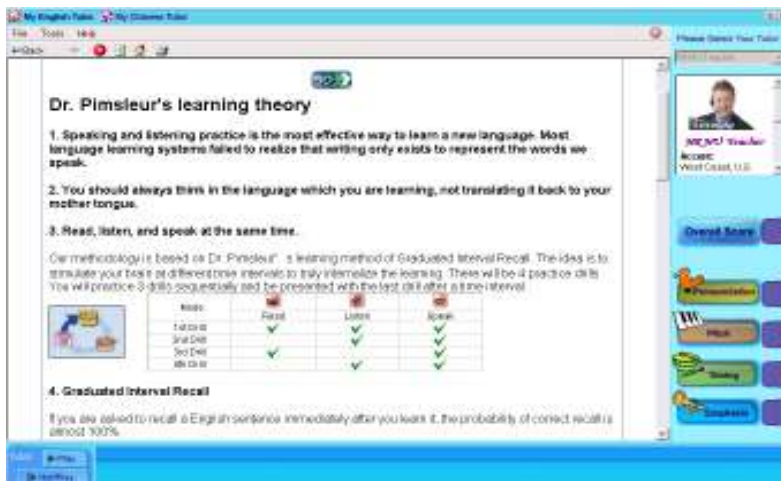 My English Tutor My Chinese Tutor
File Tools Help
Back
Please Select Your Tutor
Dr. Pimsleur's learning theory
1. Speaking and listening practice is the most effective way to learn a new language. Most
language learning systems failed to realize that writing only exists to represent the words we
speak.
2. You should always think in the language which you are learning, not translating it back to your
mother tongue.
3. Read, listen, and speak at the same time.
Our methodology is based on Dr. Pimsleur" s learning method of Graduated Interval Recall. The idea is to
stimulate your brain at different time intervals to truly internalize the learning. There will be 4 practice drills.
You will practice 3 drills sequentially and be presented with the last drill after a time interval
Read Listen Speak
1st Drill
2nd Drill
3rd Drill
4th Drill
4. Graduated Interval Recall
If you are asked to recall a English sentence immediately after you learn it, the probability of correct recall is
almost 100%.
Teacher
Accent:
West Coast, U.S.
Overall Score
Pronunciation
Pitch
Timing
Emphasis
Play